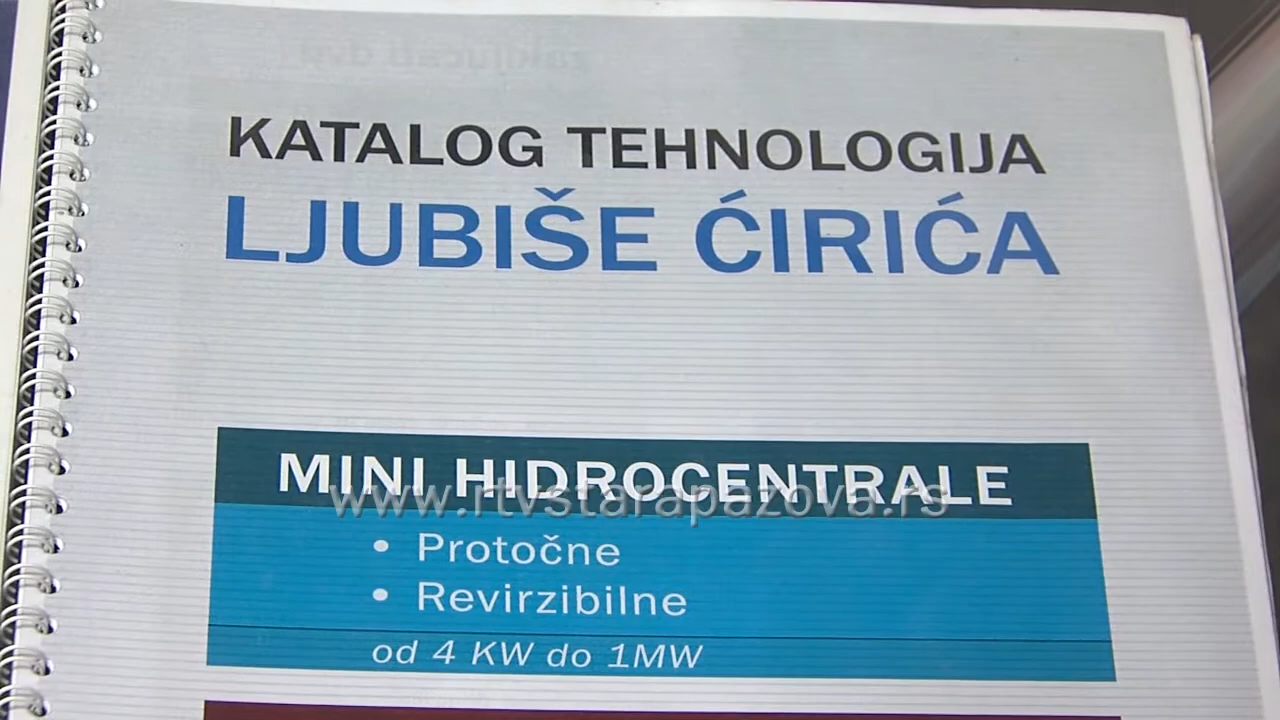 KATALOG TEHNOLOGIJA
LJUBIŠE ĆIRIĆA
MINI HIDROCENTRALE
www.rtvstarapazova.rs
• Protočne
• Revirzibilne
od 4 KW do 1MW